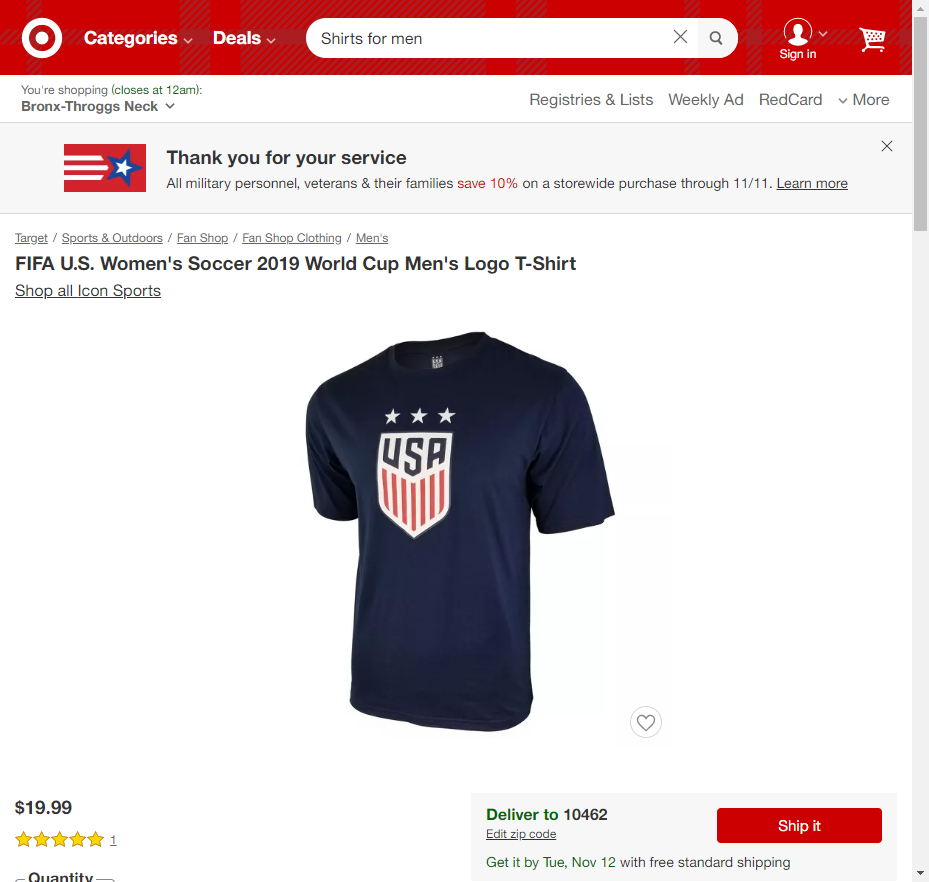 Categories
Deals
Shirts for men
Sign in
You're shopping (closes at 12am):
Bronx-Throggs Neck
Registries & Lists
Weekly Ad
RedCard
More
Thank you for your service
All military personnel, veterans & their families save 10% on a storewide purchase through 11/11. Learn more
Target / Sports & Outdoors / Fan Shop / Fan Shop Clothing / Men's
FIFA U.S. Women's Soccer 2019 World Cup Men's Logo T-Shirt
Shop all Icon Sports
USA
$19.99
1
Deliver to 10462
Edit zip code
Ship it
Get it by Tue, Nov 12 with free standard shipping
Quantity